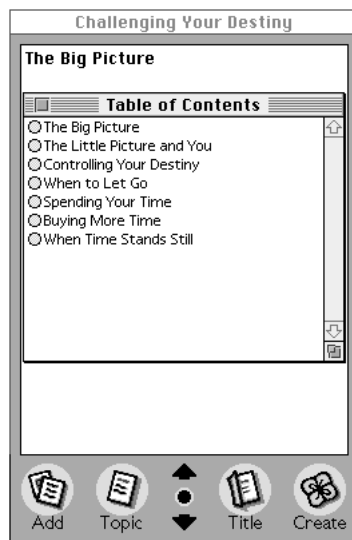 Challenging Your Destiny
The Big Picture
Table of Contents
The Big Picture
The Little Picture and You
Controlling Your Destiny
When to Let Go
Spending Your Time
Buying More Time
When Time Stands Still
Add Topic Title Create